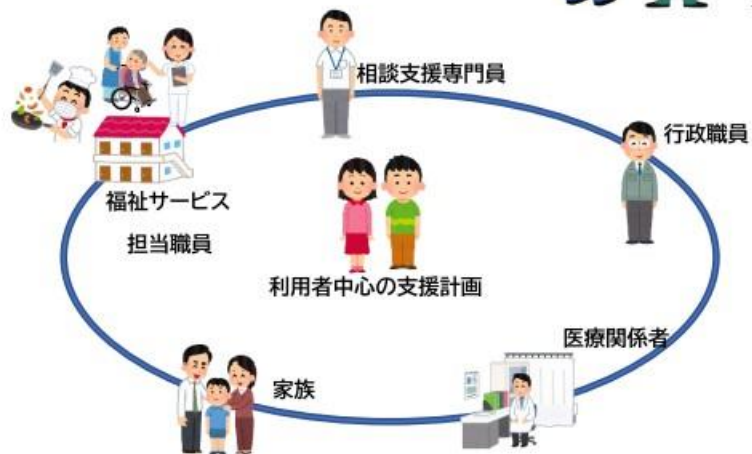 相談支援専門員
行政職員
福祉サービス
担当職員
利用者中心の支援計画
医療関係者
家族